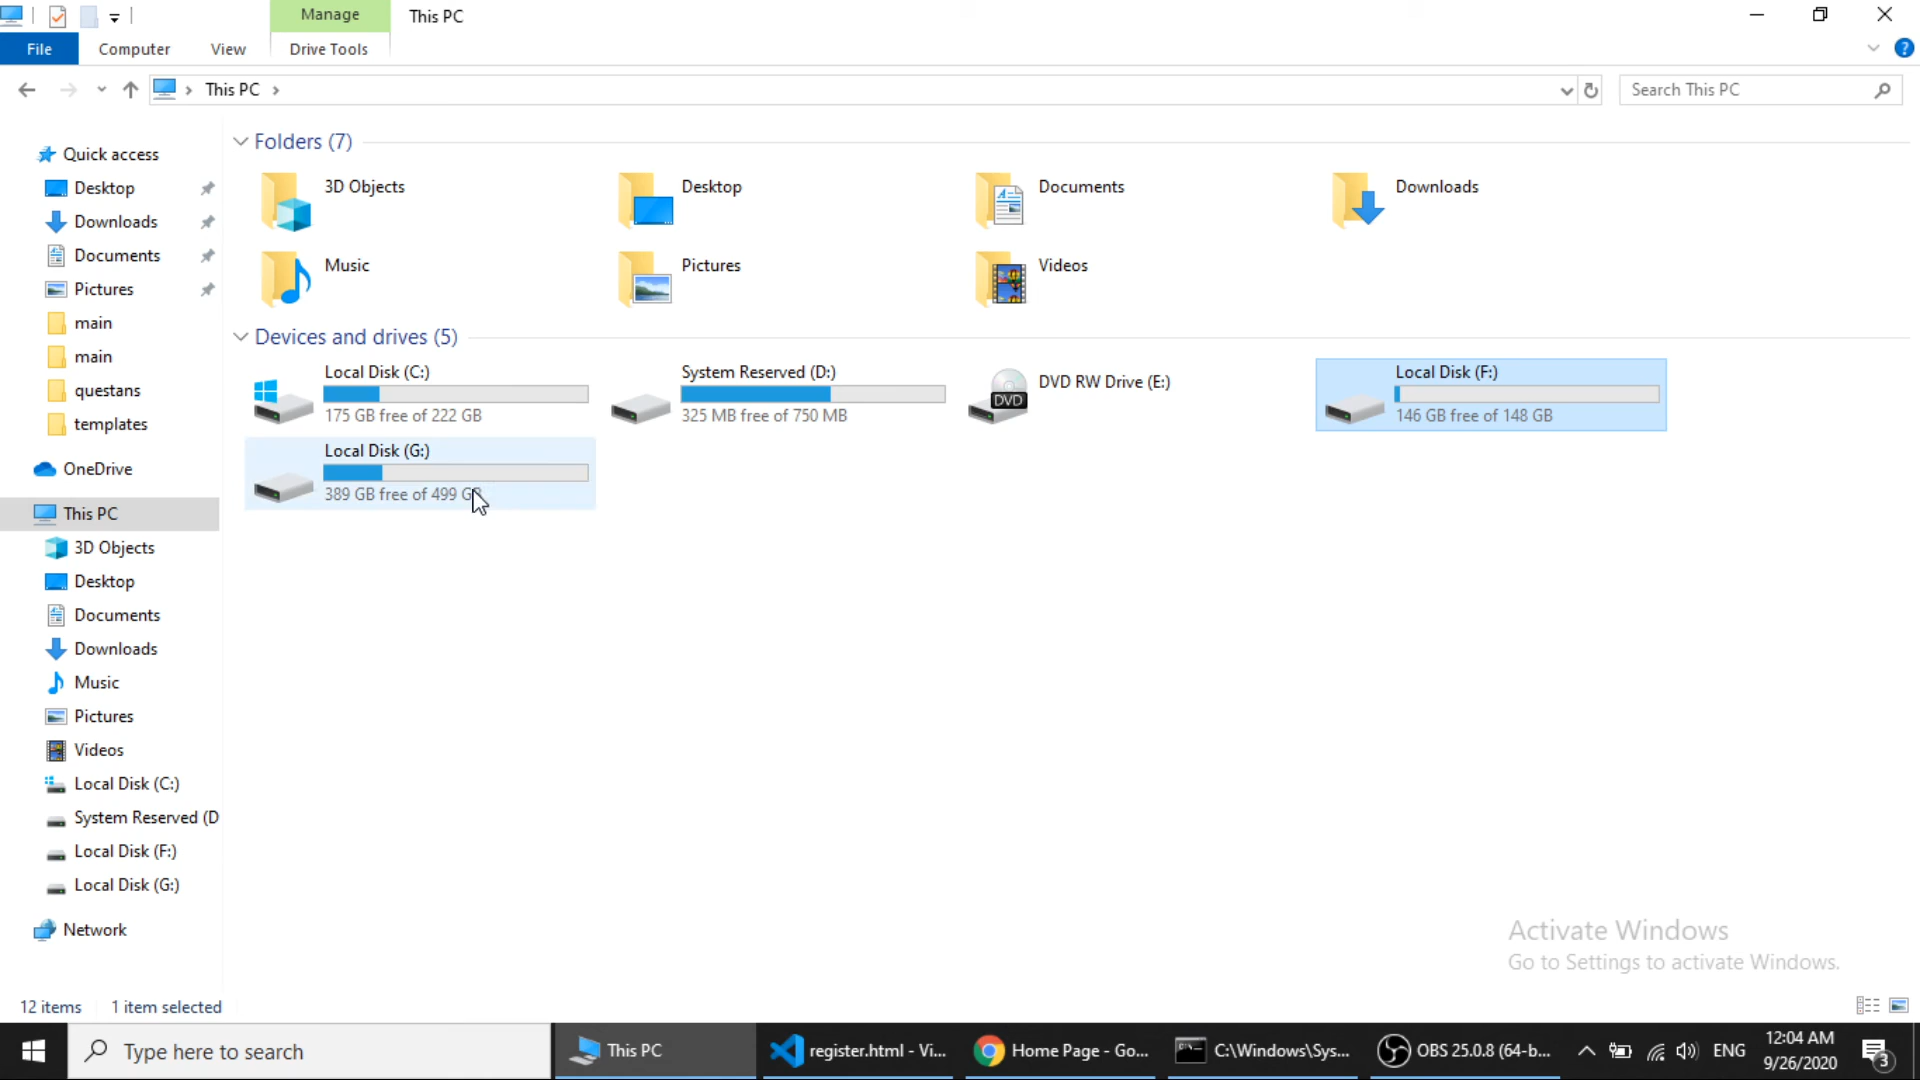 Manage
This PC
File
Computer
View
Drive Tools
This PC
Search This PC
Quick access
Desktop
Downloads
Documents
Pictures
main
main
questans
templates
OneDrive
This PC
3D Objects
Desktop
Documents
Downloads
Music
Pictures
Videos
Local Disk (C:)
System Reserved (D
Local Disk (F:)
Local Disk (G:)
Network
Folders (7)
3D Objects
Desktop
Documents
Downloads
Music
Pictures
Videos
Devices and drives (5)
Local Disk (C:)
175 GB free of 222 GB
System Reserved (D:)
325 MB free of 750 MB
DVD RW Drive (E:)
DVD
Local Disk (F:)
146 GB free of 148 GB
Local Disk (G:)
389 GB free of 499 GB
Activate Windows
Go to Settings to activate Windows.
12 items
1 item selected
Type here to search
This PC
register.html - Vi...
Home Page - Go...
C:\Windows\Sys...
OBS 25.0.8 (64-b...
ENG
12:04 AM
9/26/2020
3